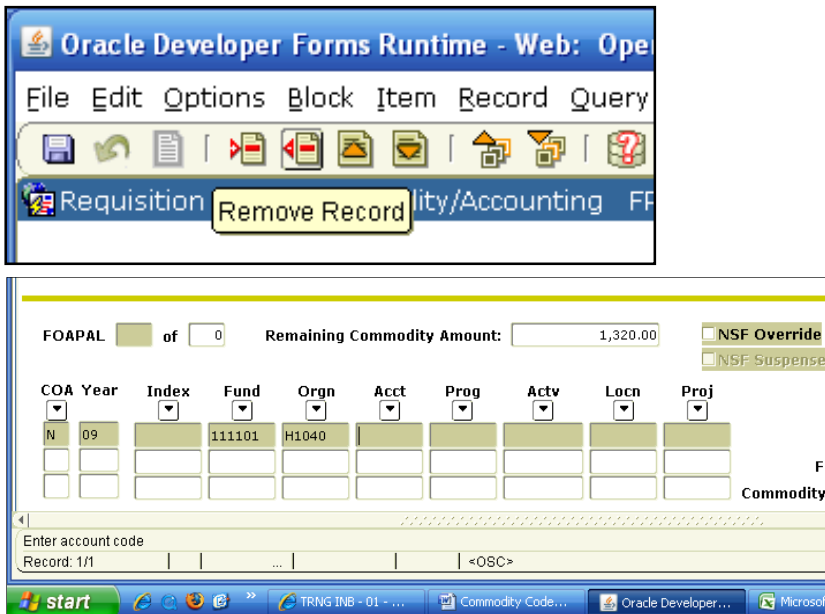 Oracle Developer Forms Runtime - Web: Ope
File Edit Options Block Item Record Query
Requisition lity/Accounting FP
Remove Record
FOAPAL of 0 Remaining Commodity Amount: 1,320.00 NSF Override
NSF Suspense
COA Year Index Fund Orgn Acct Prog Actv Locn Proj
N 09 111101 H1040
F
Commodity
Enter account code
Record: 1/1 ... <OSC>
start » TRNG INB - 01 - ... Commodity Code... Oracle Developer... Microsof